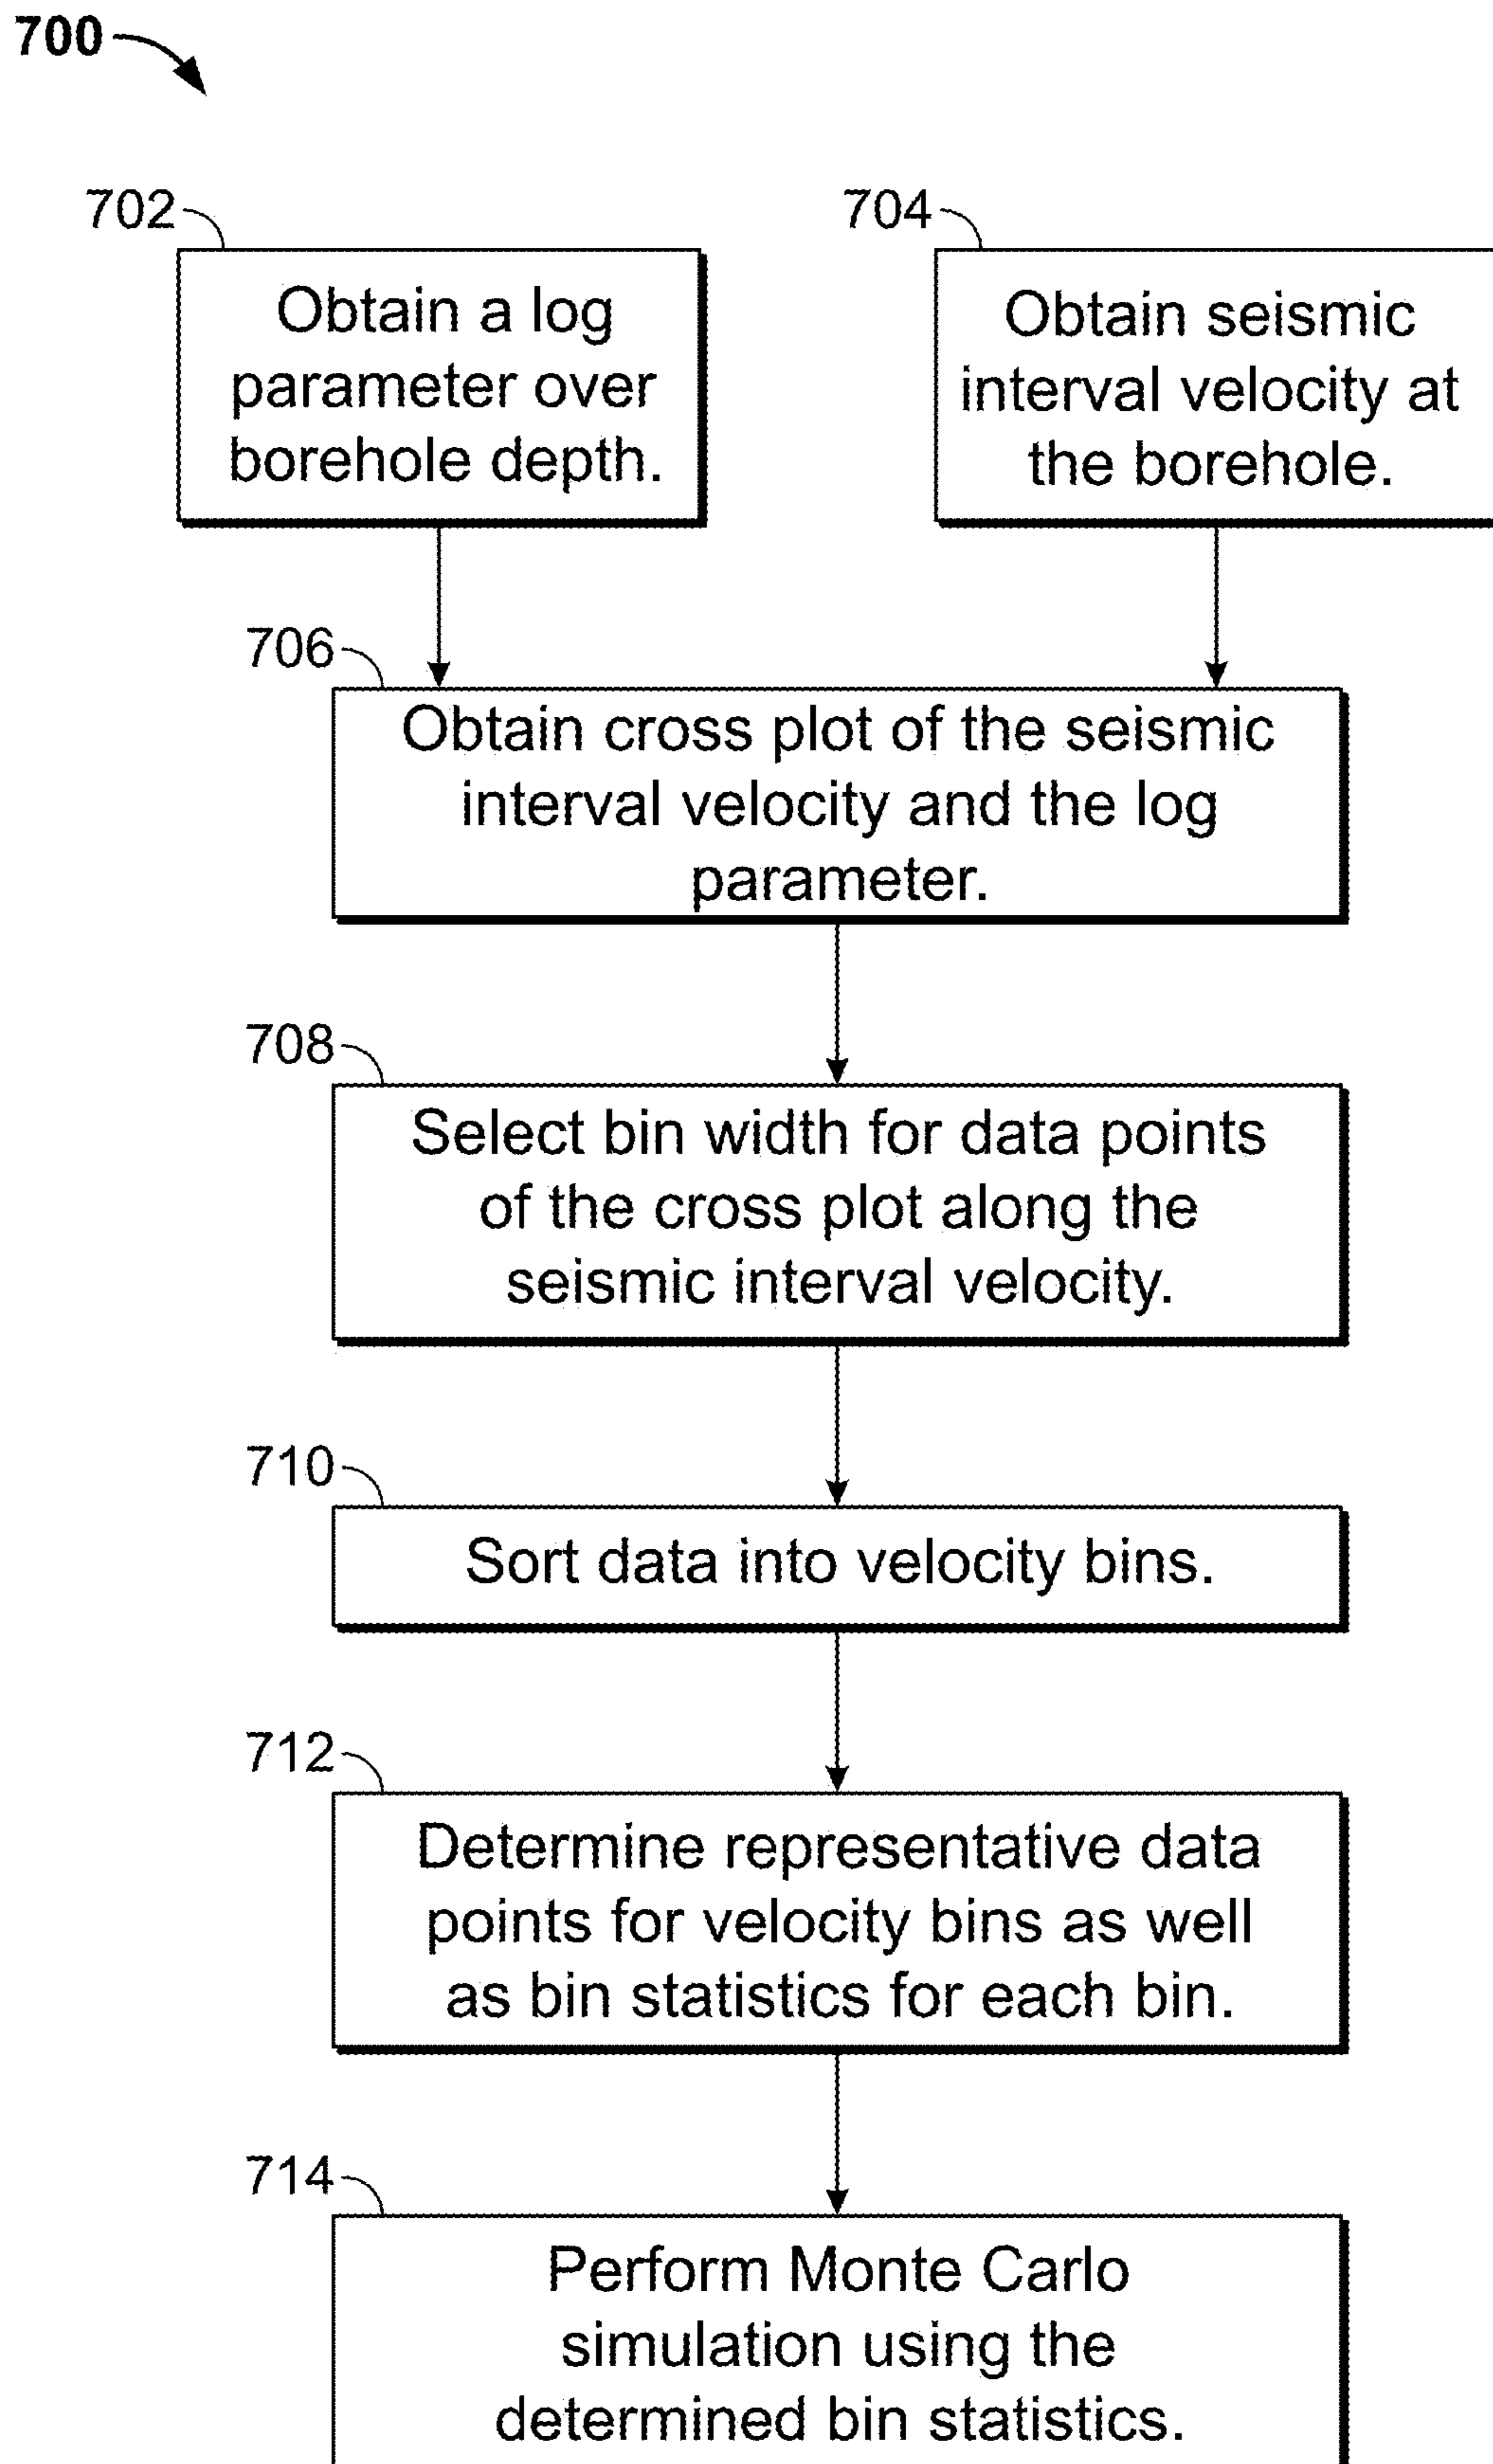 700
702
Obtain a log
parameter over
borehole depth.
704
Obtain seismic
interval velocity at
the borehole.
706
Obtain cross plot of the seismic
interval velocity and the log
parameter.
708
Select bin width for data points
of the cross plot along the
seismic interval velocity.
710
Sort data into velocity bins.
712
Determine representative data
points for velocity bins as well
as bin statistics for each bin.
714
Perform Monte Carlo
simulation using the
determined bin statistics.